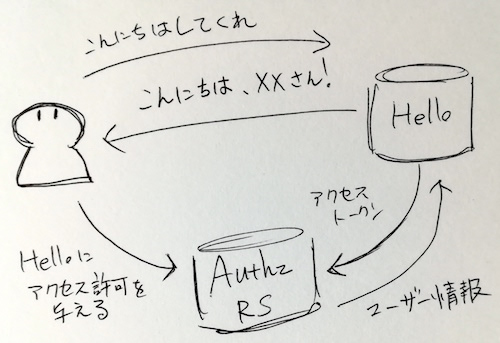 こんにちはしてくれ
こんにちは、XXさん!
Hello
アクセス
トークン
Helloに
アクセス許可を
与える
Authz
RS
ユーザー情報